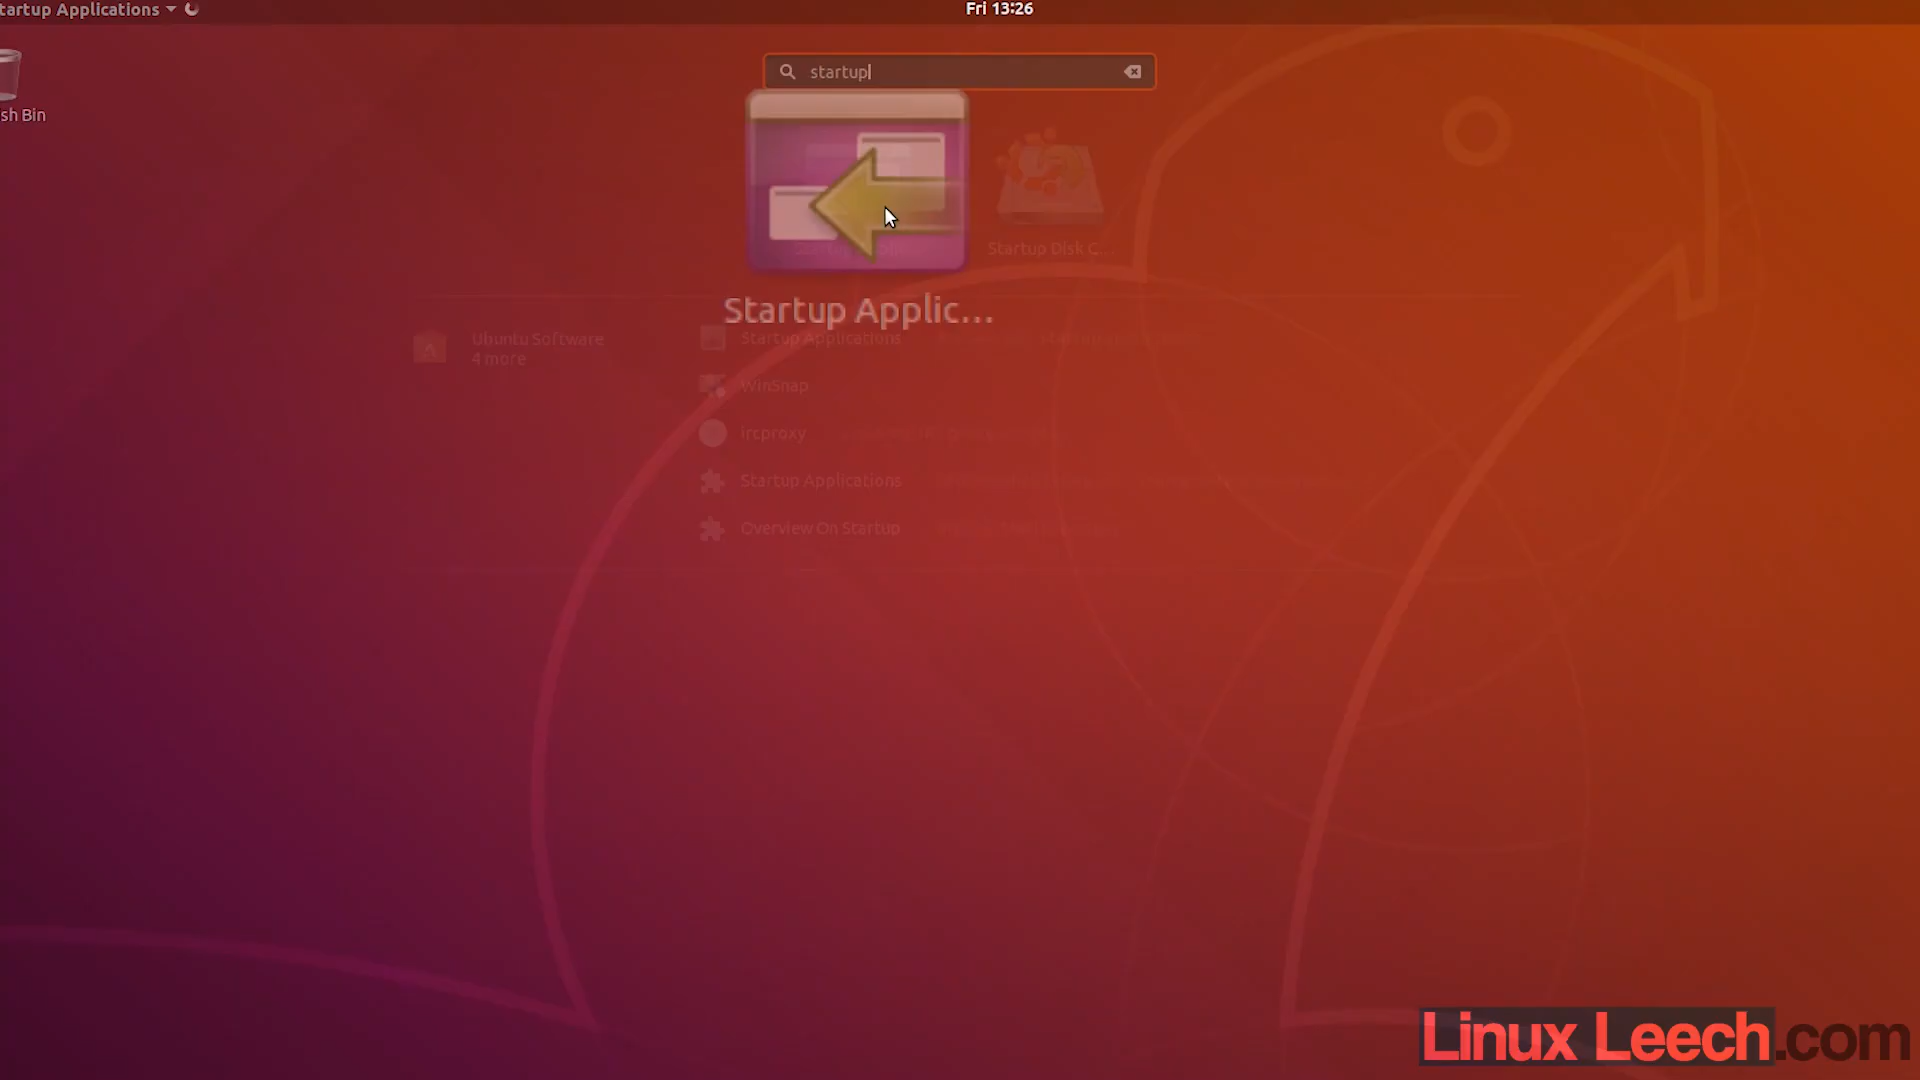 tartup Applications
Fri 13:26
startup
sh Bin
Startup Disk C...
Startup Applic...
Ubuntu Software
4 more
Startup Applications
WinSnap
ircproxy
Startup Applications
Overview On Startup
Linux Leech.com